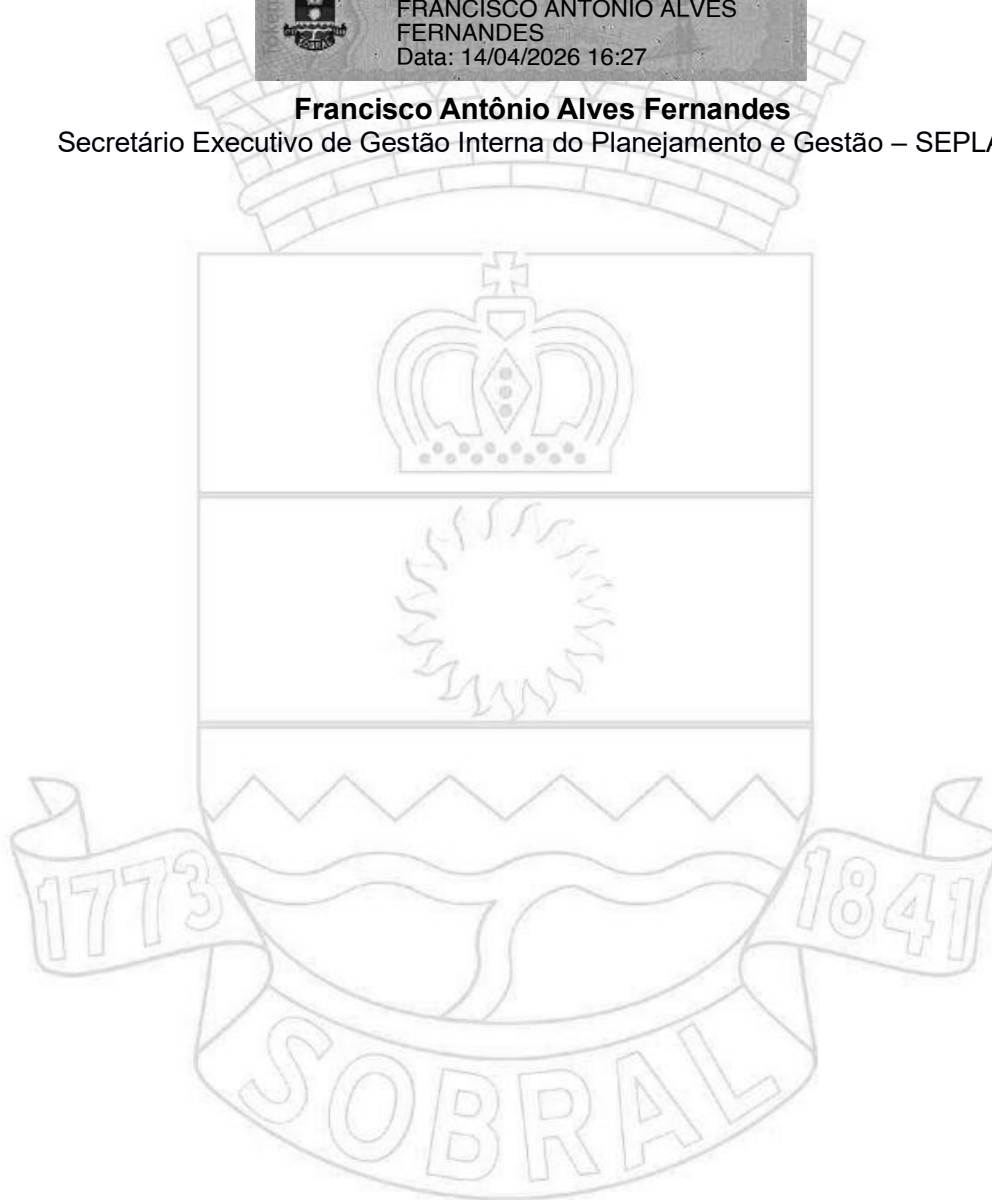 FRANCISCO ANTONIO ALVES
FERNANDES
Data: 14/04/2026 16:27
Francisco Antônio Alves Fernandes
Secretário Executivo de Gestão Interna do Planejamento e Gestão – SEPLA
1773
1841
SOBRAL